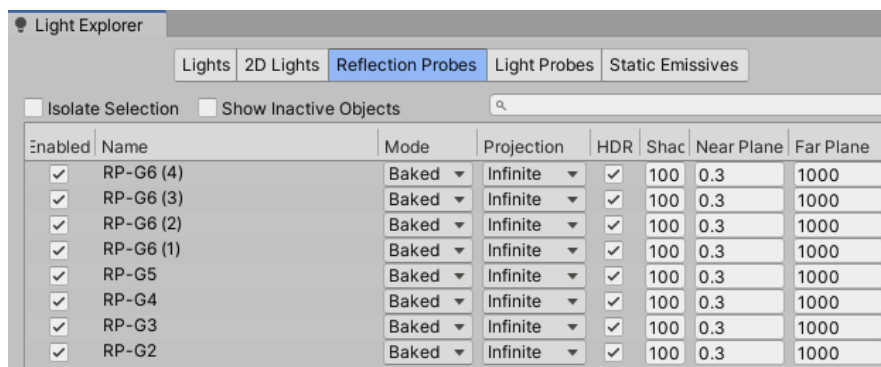 Light Explorer
Lights 2D Lights Reflection Probes Light Probes Static Emissives
Isolate Selection Show Inactive Objects
Enabled Name Mode Projection HDR Shac Near Plane Far Plane
RP-G6 (4) Baked Infinite 100 0.3 1000
RP-G6 (3) Baked Infinite 100 0.3 1000
RP-G6 (2) Baked Infinite 100 0.3 1000
RP-G6 (1) Baked Infinite 100 0.3 1000
RP-G5 Baked Infinite 100 0.3 1000
RP-G4 Baked Infinite 100 0.3 1000
RP-G3 Baked Infinite 100 0.3 1000
RP-G2 Baked Infinite 100 0.3 1000